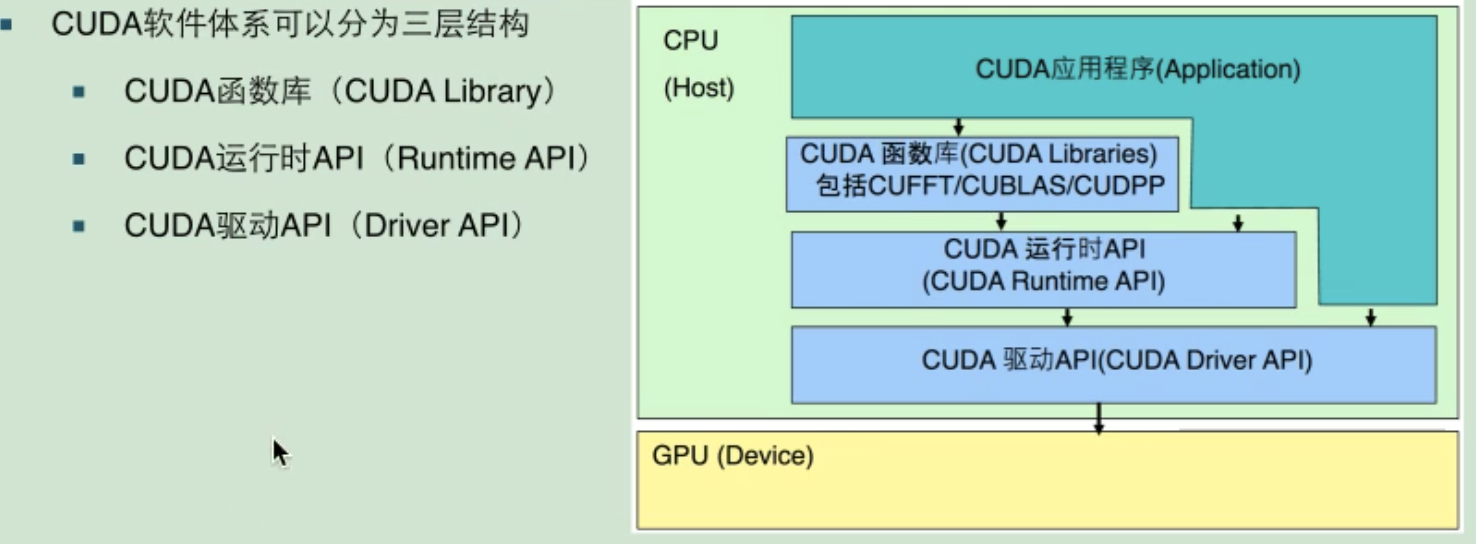 CUDA软件体系可以分为三层结构
CUDA函数库（CUDA Library）
CUDA运行时API（Runtime API）
CUDA驱动API（Driver API）
CPU
(Host)
CUDA应用程序(Application)
CUDA 函数库(CUDA Libraries)
包括CUFFT/CUBLAS/CUDPP
CUDA 运行时API
(CUDA Runtime API)
CUDA 驱动API(CUDA Driver API)
GPU (Device)